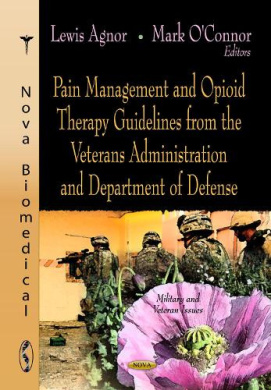 Lewis Agnor • Mark O'Connor
Editors
Pain Management and Opioid
Therapy Guidelines from the
Veterans Administration
and Department of Defense
Nova Biomedical
Military and
Veteran Issues
NOVA